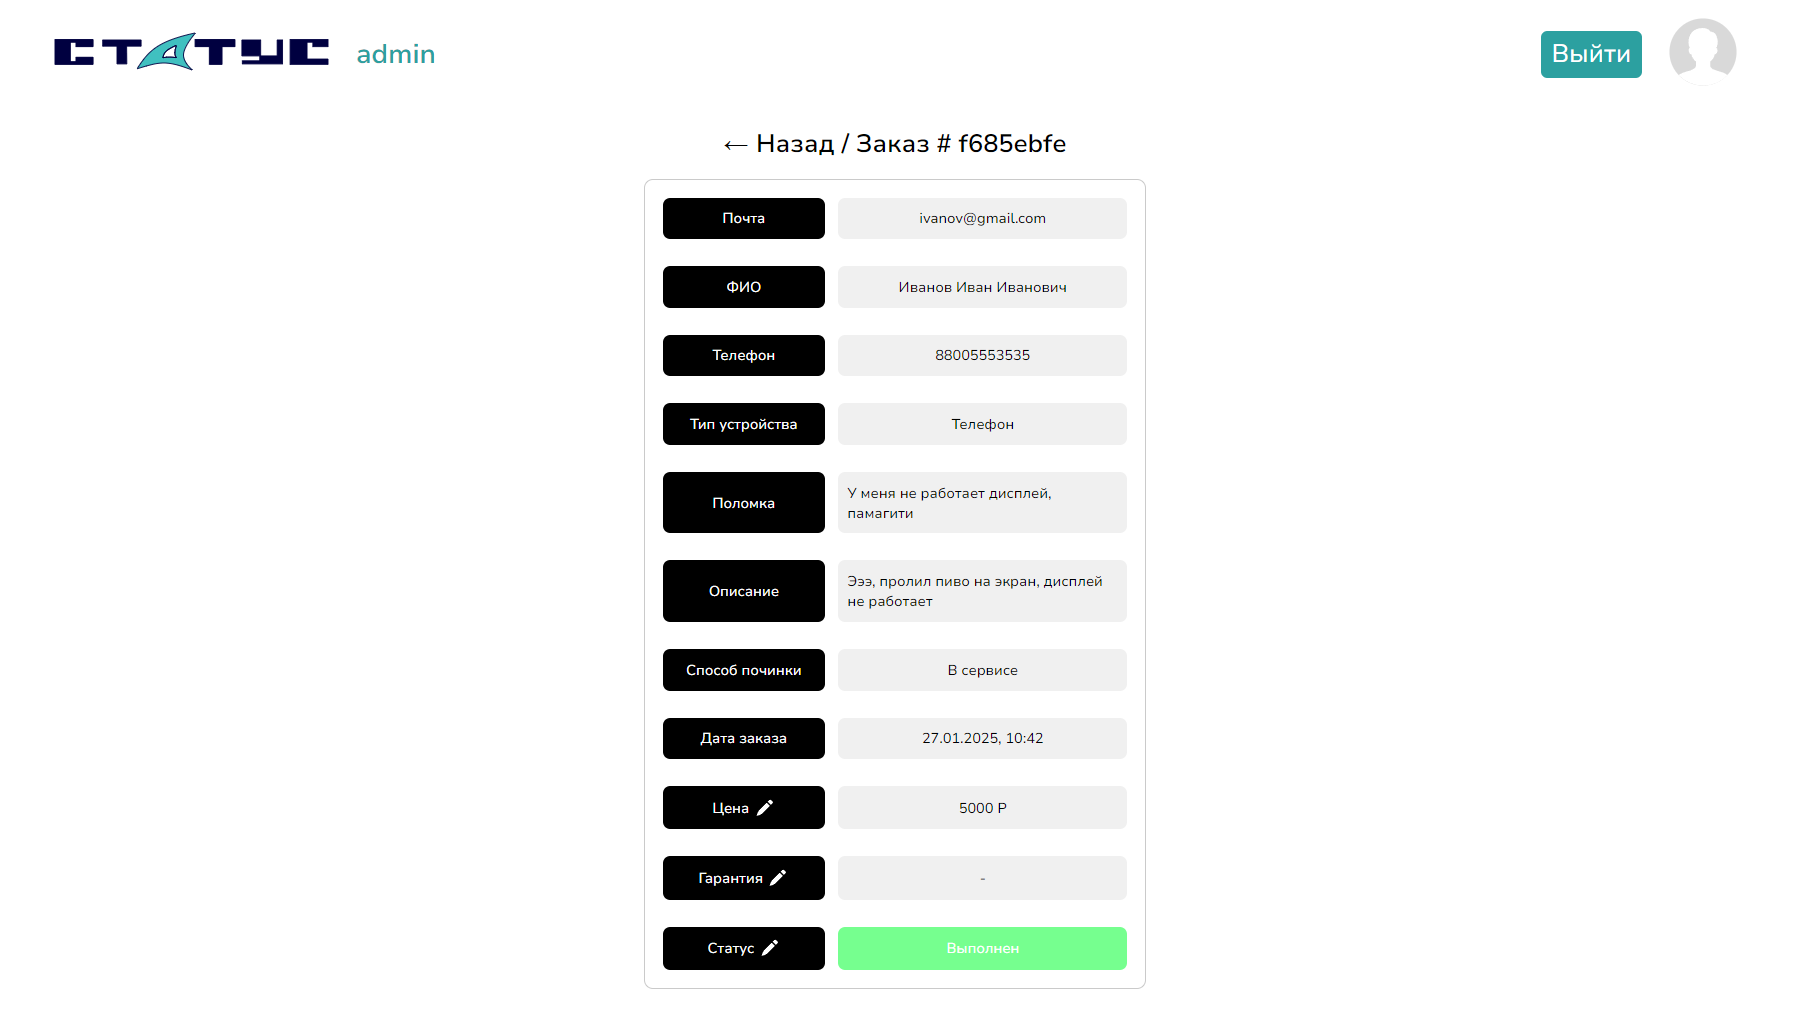 СТАТУС admin
Выйти
← Назад / Заказ # f685ebfe
Почта
ivanov@gmail.com
ФИО
Иванов Иван Иванович
Телефон
88005553535
Тип устройства
Телефон
Поломка
У меня не работает дисплей,
памагити
Описание
Эээ, пролил пиво на экран, дисплей
не работает
Способ починки
В сервисе
Дата заказа
27.01.2025, 10:42
Цена
5000 Р
Гарантия
-
Статус
Выполнен